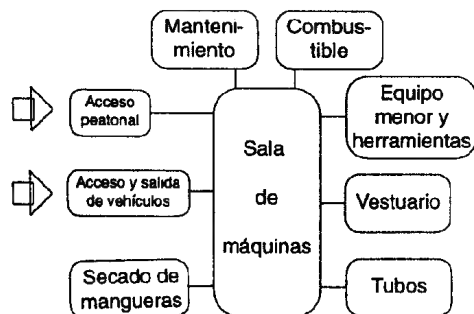 Manteni-
miento
Combus-
tible
Acceso
peatonal
Equipo
menor y
herramientas
Sala
de
máquinas
Acceso y salida
de vehículos
Vestuario
Secado de
mangueras
Tubos